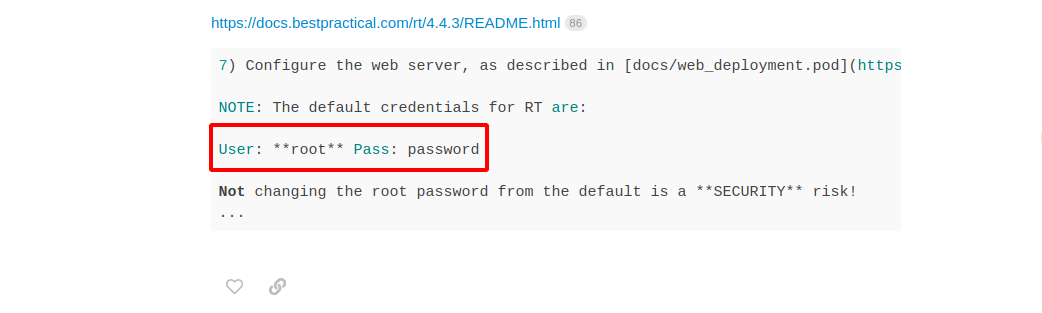 https://docs.bestpractical.com/rt/4.4.3/README.html 86
7) Configure the web server, as described in [docs/web_deployment.pod](https
NOTE: The default credentials for RT are:
User: **root** Pass: password
Not changing the root password from the default is a **SECURITY** risk!
...